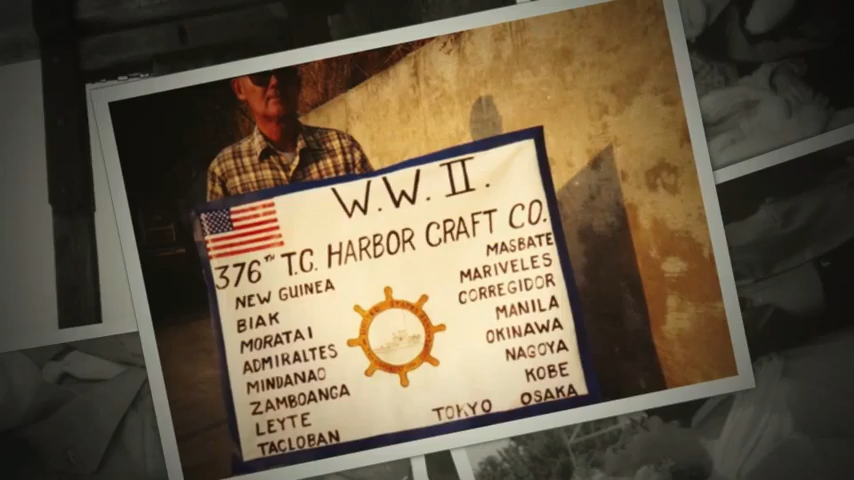 W.W. II.
376TH T.C. HARBOR CRAFT CO.
NEW GUINEA
BIAK
MORATAI
ADMIRALTES
MINDANAO
ZAMBOANGA
LEYTE
TACLOBAN
MASBATE
MARIVELES
CORREGIDOR
MANILA
OKINAWA
NAGOYA
KOBE
TOKYO OSAKA